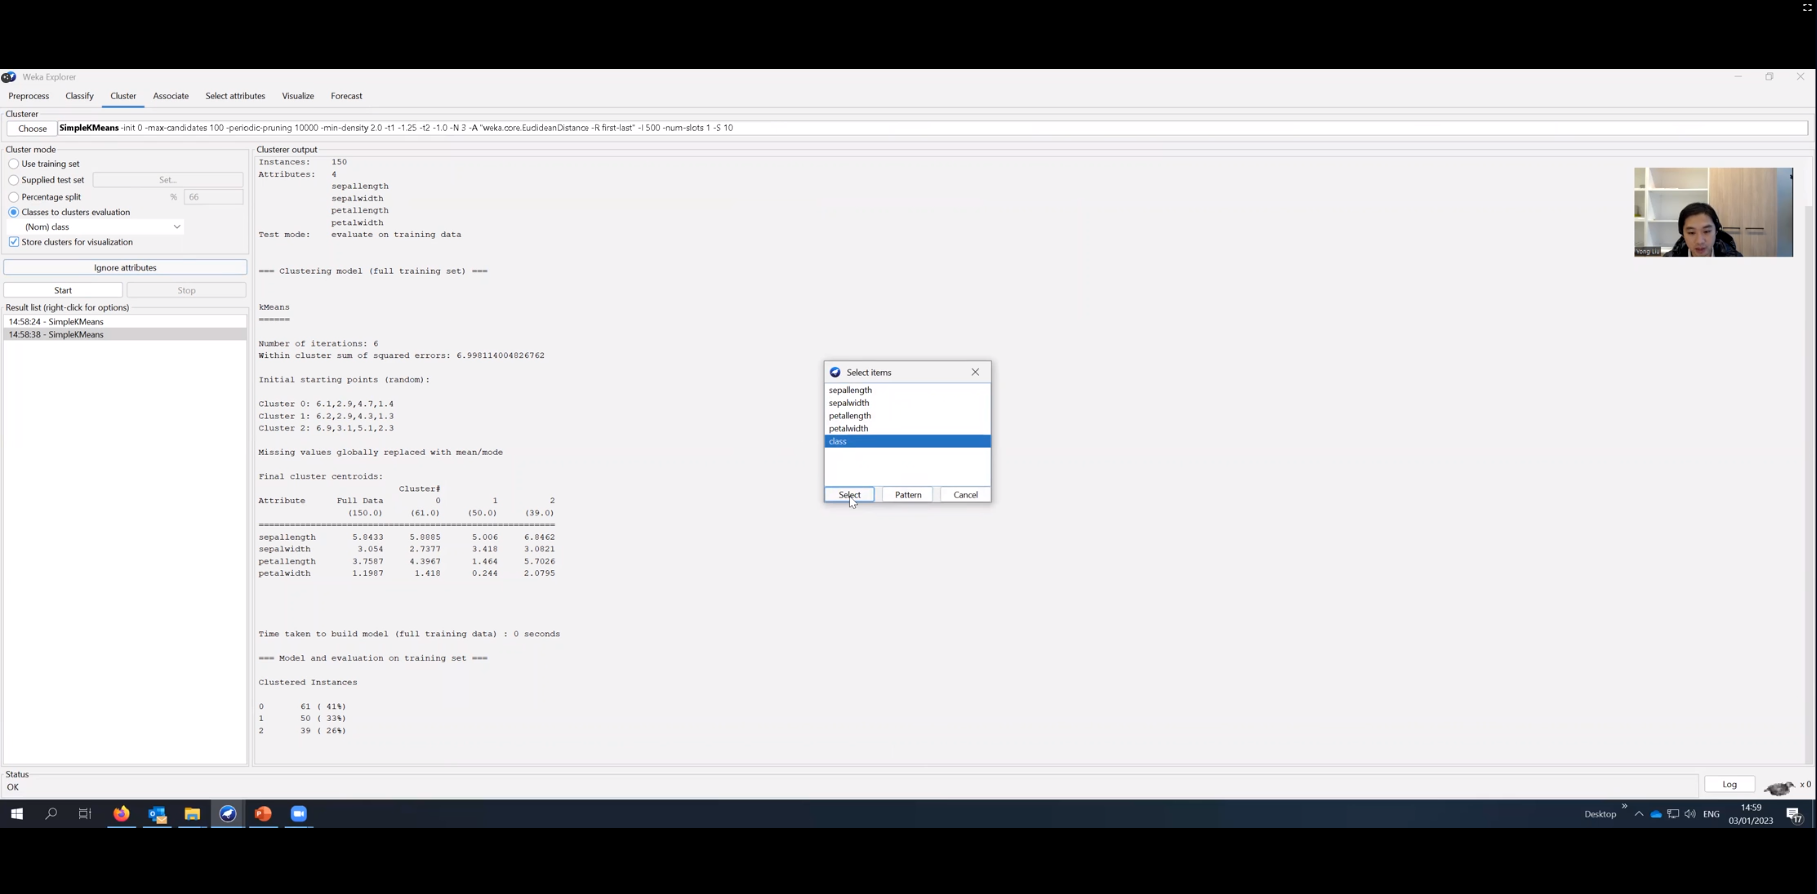 Weka Explorer
Preprocess Classify Cluster Associate Select attributes Visualize Forecast
Clusterer
Choose SimpleKMeans -init 0 -max-candidates 100 -periodic-pruning 10000 -min-density 2.0 -t1 -1.25 -t2 -1.0 -N 3 -A "weka.core.EuclideanDistance -R first-last" -I 500 -num-slots 1 -S 10
Cluster mode
Use training set
Supplied test set Set...
Percentage split % 66
Classes to clusters evaluation
(Nom) class
Store clusters for visualization
Ignore attributes
Start Stop
Result list (right-click for options)
14:58:24 - SimpleKMeans
14:58:38 - SimpleKMeans
Clusterer output
Instances: 150
Attributes: 4
sepallength
sepalwidth
petallength
petalwidth
Test mode: evaluate on training data
=== Clustering model (full training set) ===
kMeans
======
Number of iterations: 6
Within cluster sum of squared errors: 6.998114004826762
Initial starting points (random):
Cluster 0: 6.1,2.9,4.7,1.4
Cluster 1: 6.2,2.9,4.3,1.3
Cluster 2: 6.9,3.1,5.1,2.3
Missing values globally replaced with mean/mode
Final cluster centroids:
Cluster#
Attribute Full Data 0 1 2
(150.0) (61.0) (50.0) (39.0)
=========================================================
sepallength 5.8433 5.8885 5.006 6.8462
sepalwidth 3.054 2.7377 3.418 3.0821
petallength 3.7587 4.3967 1.464 5.7026
petalwidth 1.1987 1.418 0.244 2.0795
Time taken to build model (full training data) : 0 seconds
=== Model and evaluation on training set ===
Clustered Instances
0 61 ( 41%)
1 50 ( 33%)
2 39 ( 26%)
Select items
sepallength
sepalwidth
petallength
petalwidth
class
Select Pattern Cancel
Yong Liu
Status
OK
Log x 0
Desktop ENG 14:59
03/01/2023
17